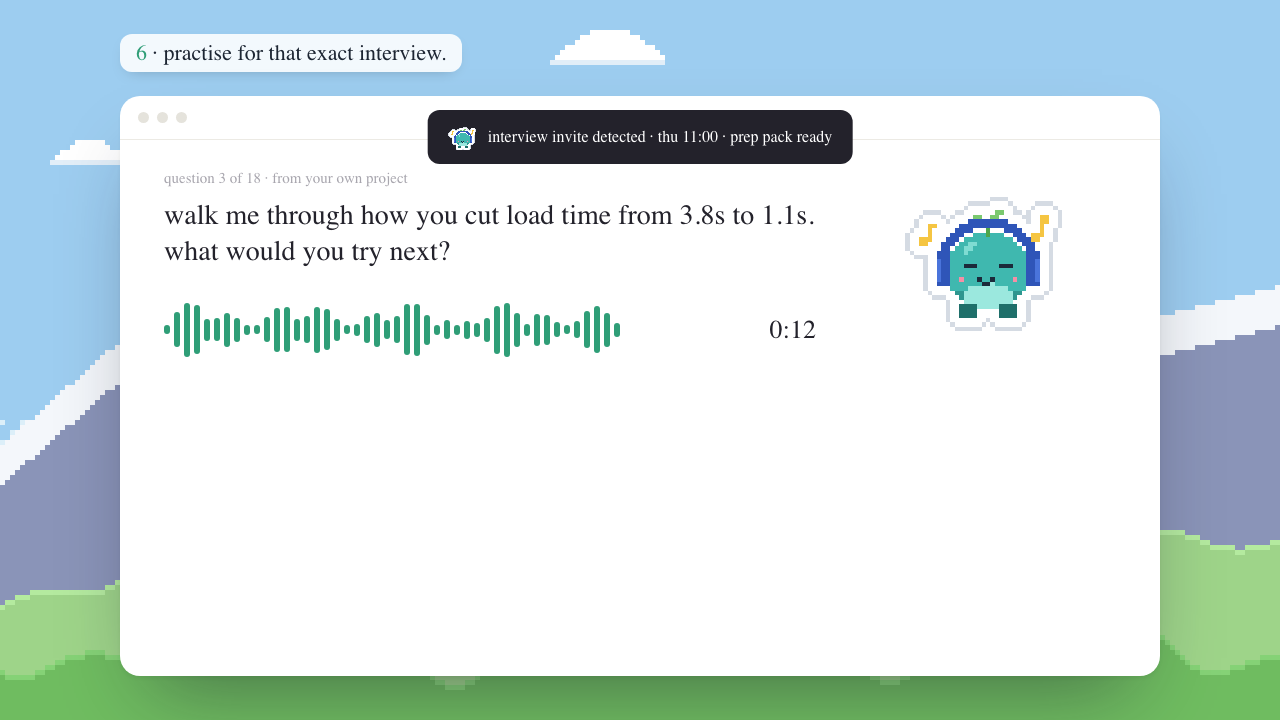 6 · practise for that exact interview.
interview invite detected · thu 11:00 · prep pack ready
question 3 of 18 · from your own project
walk me through how you cut load time from 3.8s to 1.1s.
what would you try next?
0:12